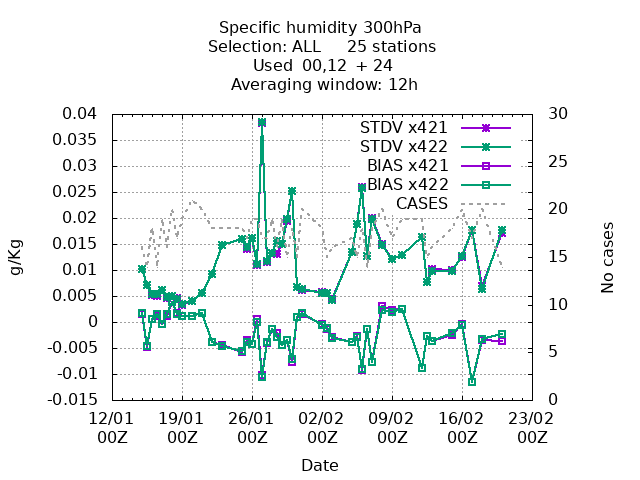 Specific humidity 300hPa
Selection: ALL 25 stations
Used 00,12 + 24
Averaging window: 12h
0.04
0.035
0.03
0.025
0.02
0.015
0.01
0.005
0
-0.005
-0.01
-0.015
g/Kg
STDV x421
STDV x422
BIAS x421
BIAS x422
CASES
30
25
20
15
10
5
0
No cases
12/01 19/01 26/01 02/02 09/02 16/02 23/02
00Z 00Z 00Z 00Z 00Z 00Z 00Z
Date